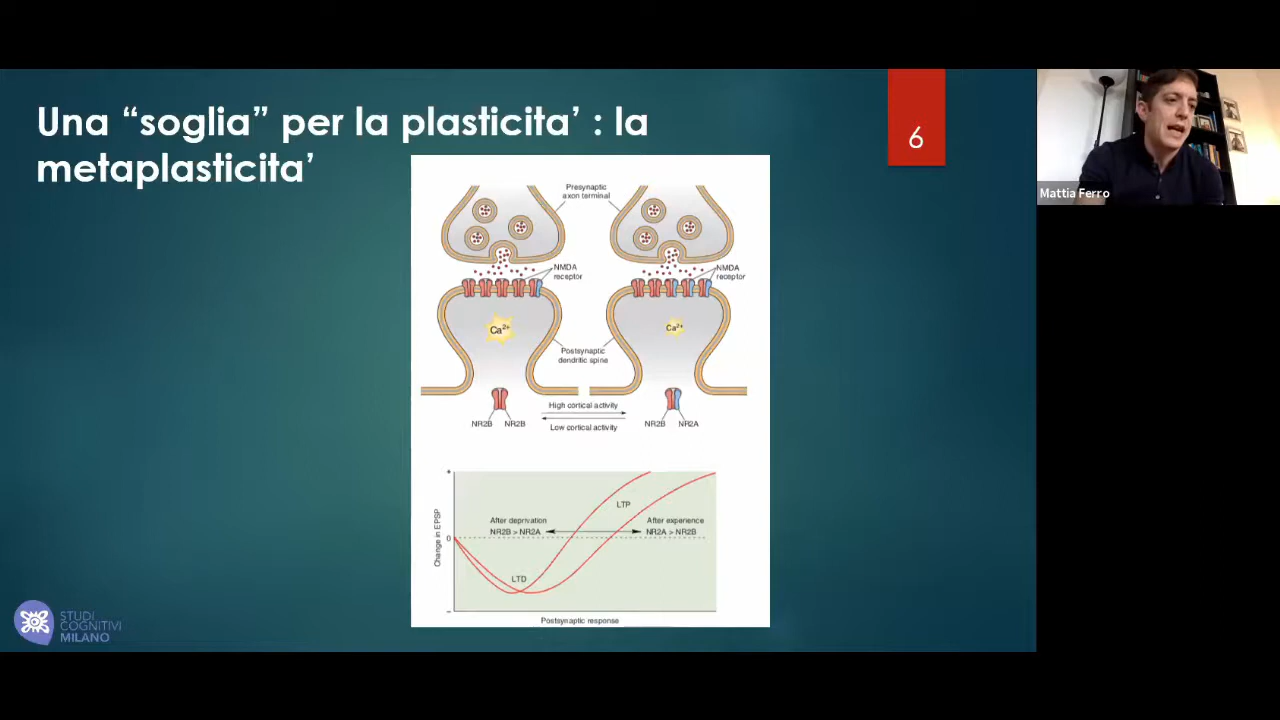 Una “soglia” per la plasticita’ : la
metaplasticita’
6
Mattia Ferro
Presynaptic
axon terminal
NMDA
receptor
NMDA
receptor
Ca2+
Ca2+
Postsynaptic
dendritic spine
High cortical activity
Low cortical activity
NR2B
NR2B
NR2B
NR2A
+
Change in EPSP
0
−
LTP
After deprivation
NR2B > NR2A
After experience
NR2A > NR2B
LTD
Postsynaptic response
STUDI
COGNITIVI
MILANO